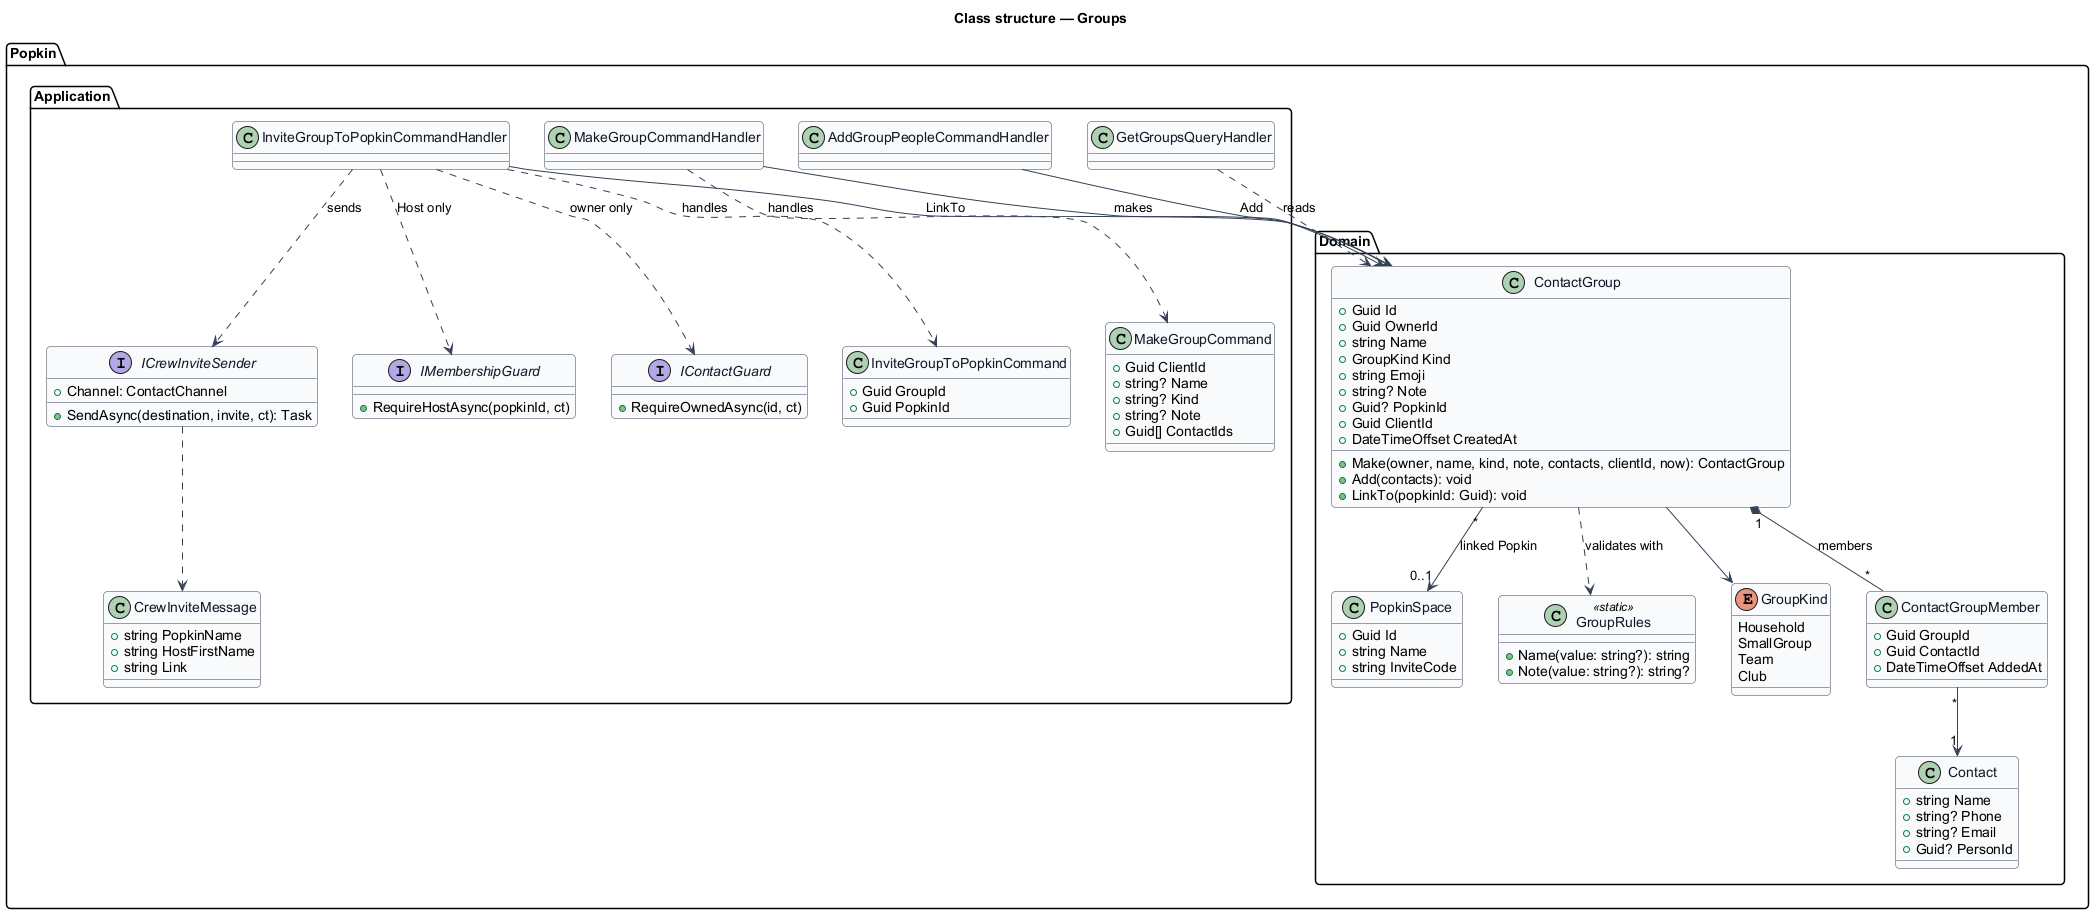 Class structure — Groups
Popkin
Application
InviteGroupToPopkinCommandHandler
MakeGroupCommandHandler
AddGroupPeopleCommandHandler
GetGroupsQueryHandler
sends
Host only
owner only
handles
handles
LinkTo
makes
Add
reads
Domain
ICrewInviteSender
Channel: ContactChannel
SendAsync(destination, invite, ct): Task
IMembershipGuard
RequireHostAsync(popkinId, ct)
IContactGuard
RequireOwnedAsync(id, ct)
InviteGroupToPopkinCommand
Guid GroupId
Guid PopkinId
MakeGroupCommand
Guid ClientId
string? Name
string? Kind
string? Note
Guid[] ContactIds
ContactGroup
Guid Id
Guid OwnerId
string Name
GroupKind Kind
string Emoji
string? Note
Guid? PopkinId
Guid ClientId
DateTimeOffset CreatedAt
Make(owner, name, kind, note, contacts, clientId, now): ContactGroup
Add(contacts): void
LinkTo(popkinId: Guid): void
*
1
linked Popkin
validates with
members
0..1
*
CrewInviteMessage
string PopkinName
string HostFirstName
string Link
PopkinSpace
Guid Id
string Name
string InviteCode
«static»
GroupRules
Name(value: string?): string
Note(value: string?): string?
GroupKind
Household
SmallGroup
Team
Club
ContactGroupMember
Guid GroupId
Guid ContactId
DateTimeOffset AddedAt
*
1
Contact
string Name
string? Phone
string? Email
Guid? PersonId